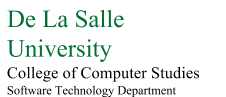 De La Salle
University
College of Computer Studies
Software Technology Department